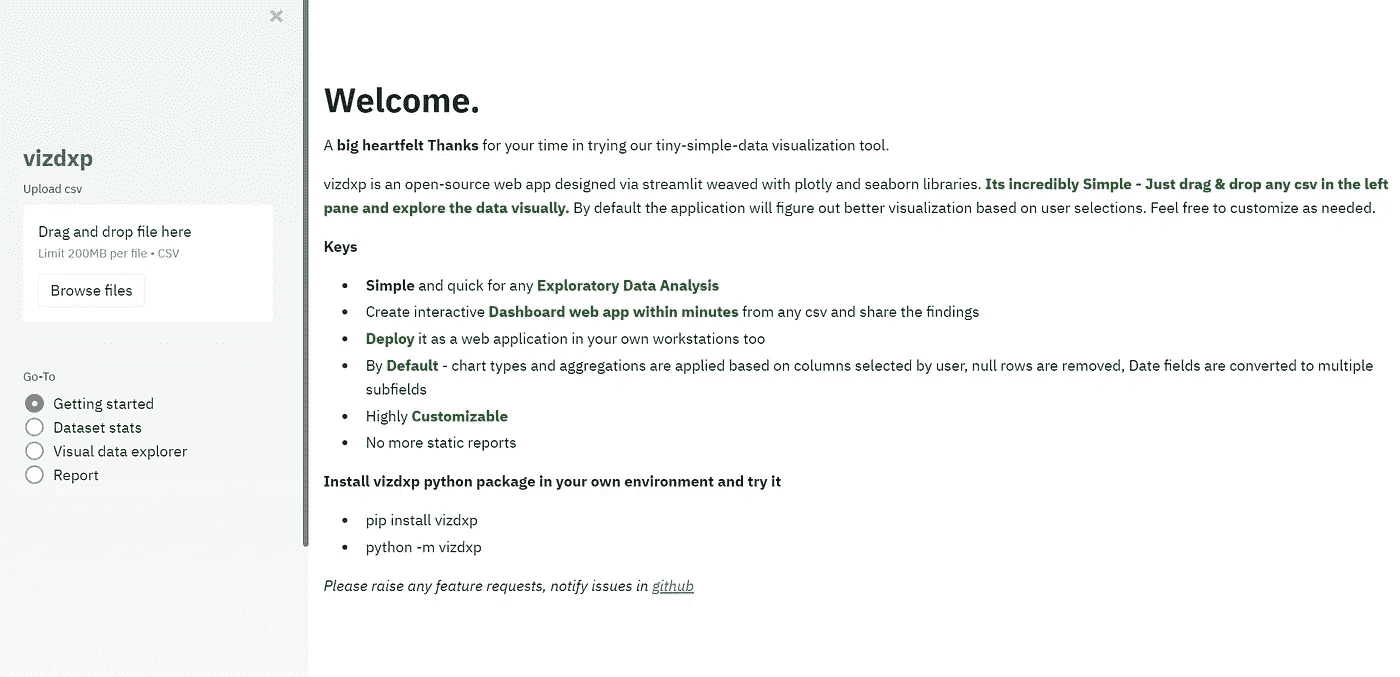 vizdxp
Upload csv
Drag and drop file here
Limit 200MB per file • CSV
Browse files
Go-To
Getting started
Dataset stats
Visual data explorer
Report
Welcome.
A big heartfelt Thanks for your time in trying our tiny-simple-data visualization tool.
vizdxp is an open-source web app designed via streamlit weaved with plotly and seaborn libraries. Its incredibly Simple - Just drag & drop any csv in the left
pane and explore the data visually. By default the application will figure out better visualization based on user selections. Feel free to customize as needed.
Keys
• Simple and quick for any Exploratory Data Analysis
• Create interactive Dashboard web app within minutes from any csv and share the findings
• Deploy it as a web application in your own workstations too
• By Default - chart types and aggregations are applied based on columns selected by user, null rows are removed, Date fields are converted to multiple
subfields
• Highly Customizable
• No more static reports
Install vizdxp python package in your own environment and try it
• pip install vizdxp
• python -m vizdxp
Please raise any feature requests, notify issues in github